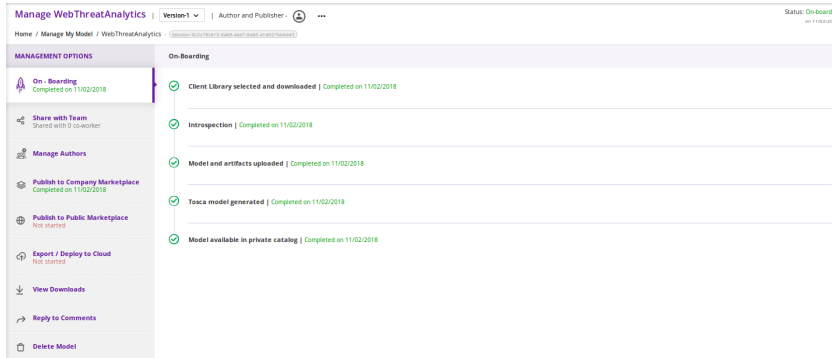 Manage WebThreatAnalytics | Version-1 | Author and Publisher - ...
Status: On-board
on 11/02/20
Home / Manage My Model / WebThreatAnalytics -
MANAGEMENT OPTIONS
On - Boarding
Completed on 11/02/2018
Share with Team
Shared with 0 co-worker
Manage Authors
Publish to Company Marketplace
Completed on 11/02/2018
Publish to Public Marketplace
Not started
Export / Deploy to Cloud
Not started
View Downloads
Reply to Comments
Delete Model
On-Boarding
Client Library selected and downloaded | Completed on 11/02/2018
Introspection | Completed on 11/02/2018
Model and artifacts uploaded | Completed on 11/02/2018
Tosca model generated | Completed on 11/02/2018
Model available in private catalog | Completed on 11/02/2018